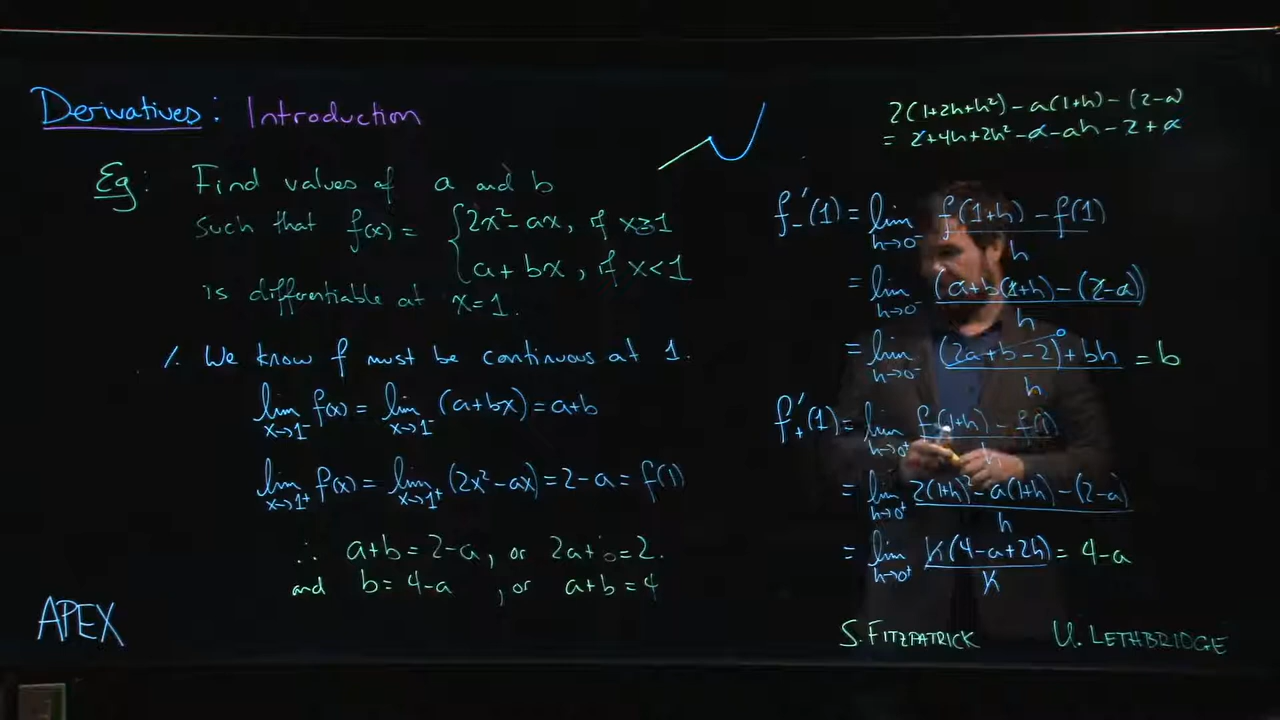 Derivatives: Introduction
Eg: Find values of a and b
such that f(x) = { 2x² - ax, if x≥1
a + bx, if x<1
is differentiable at x=1.
We know f must be continuous at 1.
lim x→1⁻ f(x) = lim x→1⁻ (a+bx) = a+b
lim x→1⁺ f(x) = lim x→1⁺ (2x²-ax) = 2-a = f(1)
∴ a+b = 2-a, or 2a+b=2.
and b = 4-a, or a+b=4
APEX
2(1+2h+h²) - a(1+h) - (2-a)
= 2+4h+2h²-a-ah-2+a
f₋'(1) = lim h→0⁻ (f(1+h) - f(1))/h
= lim h→0⁻ ((a+b(1+h) - (2-a))/h
= lim h→0⁻ ((2a+b-2)⁰+bh)/h = b
f₊'(1) = lim h→0⁺ (f(1+h) - f(1))/h
= lim h→0⁺ (2(1+h)²-a(1+h)-(2-a))/h
= lim h→0⁺ h(4-a+2h)/h = 4-a
S. FITZPATRICK U. LETHBRIDGE